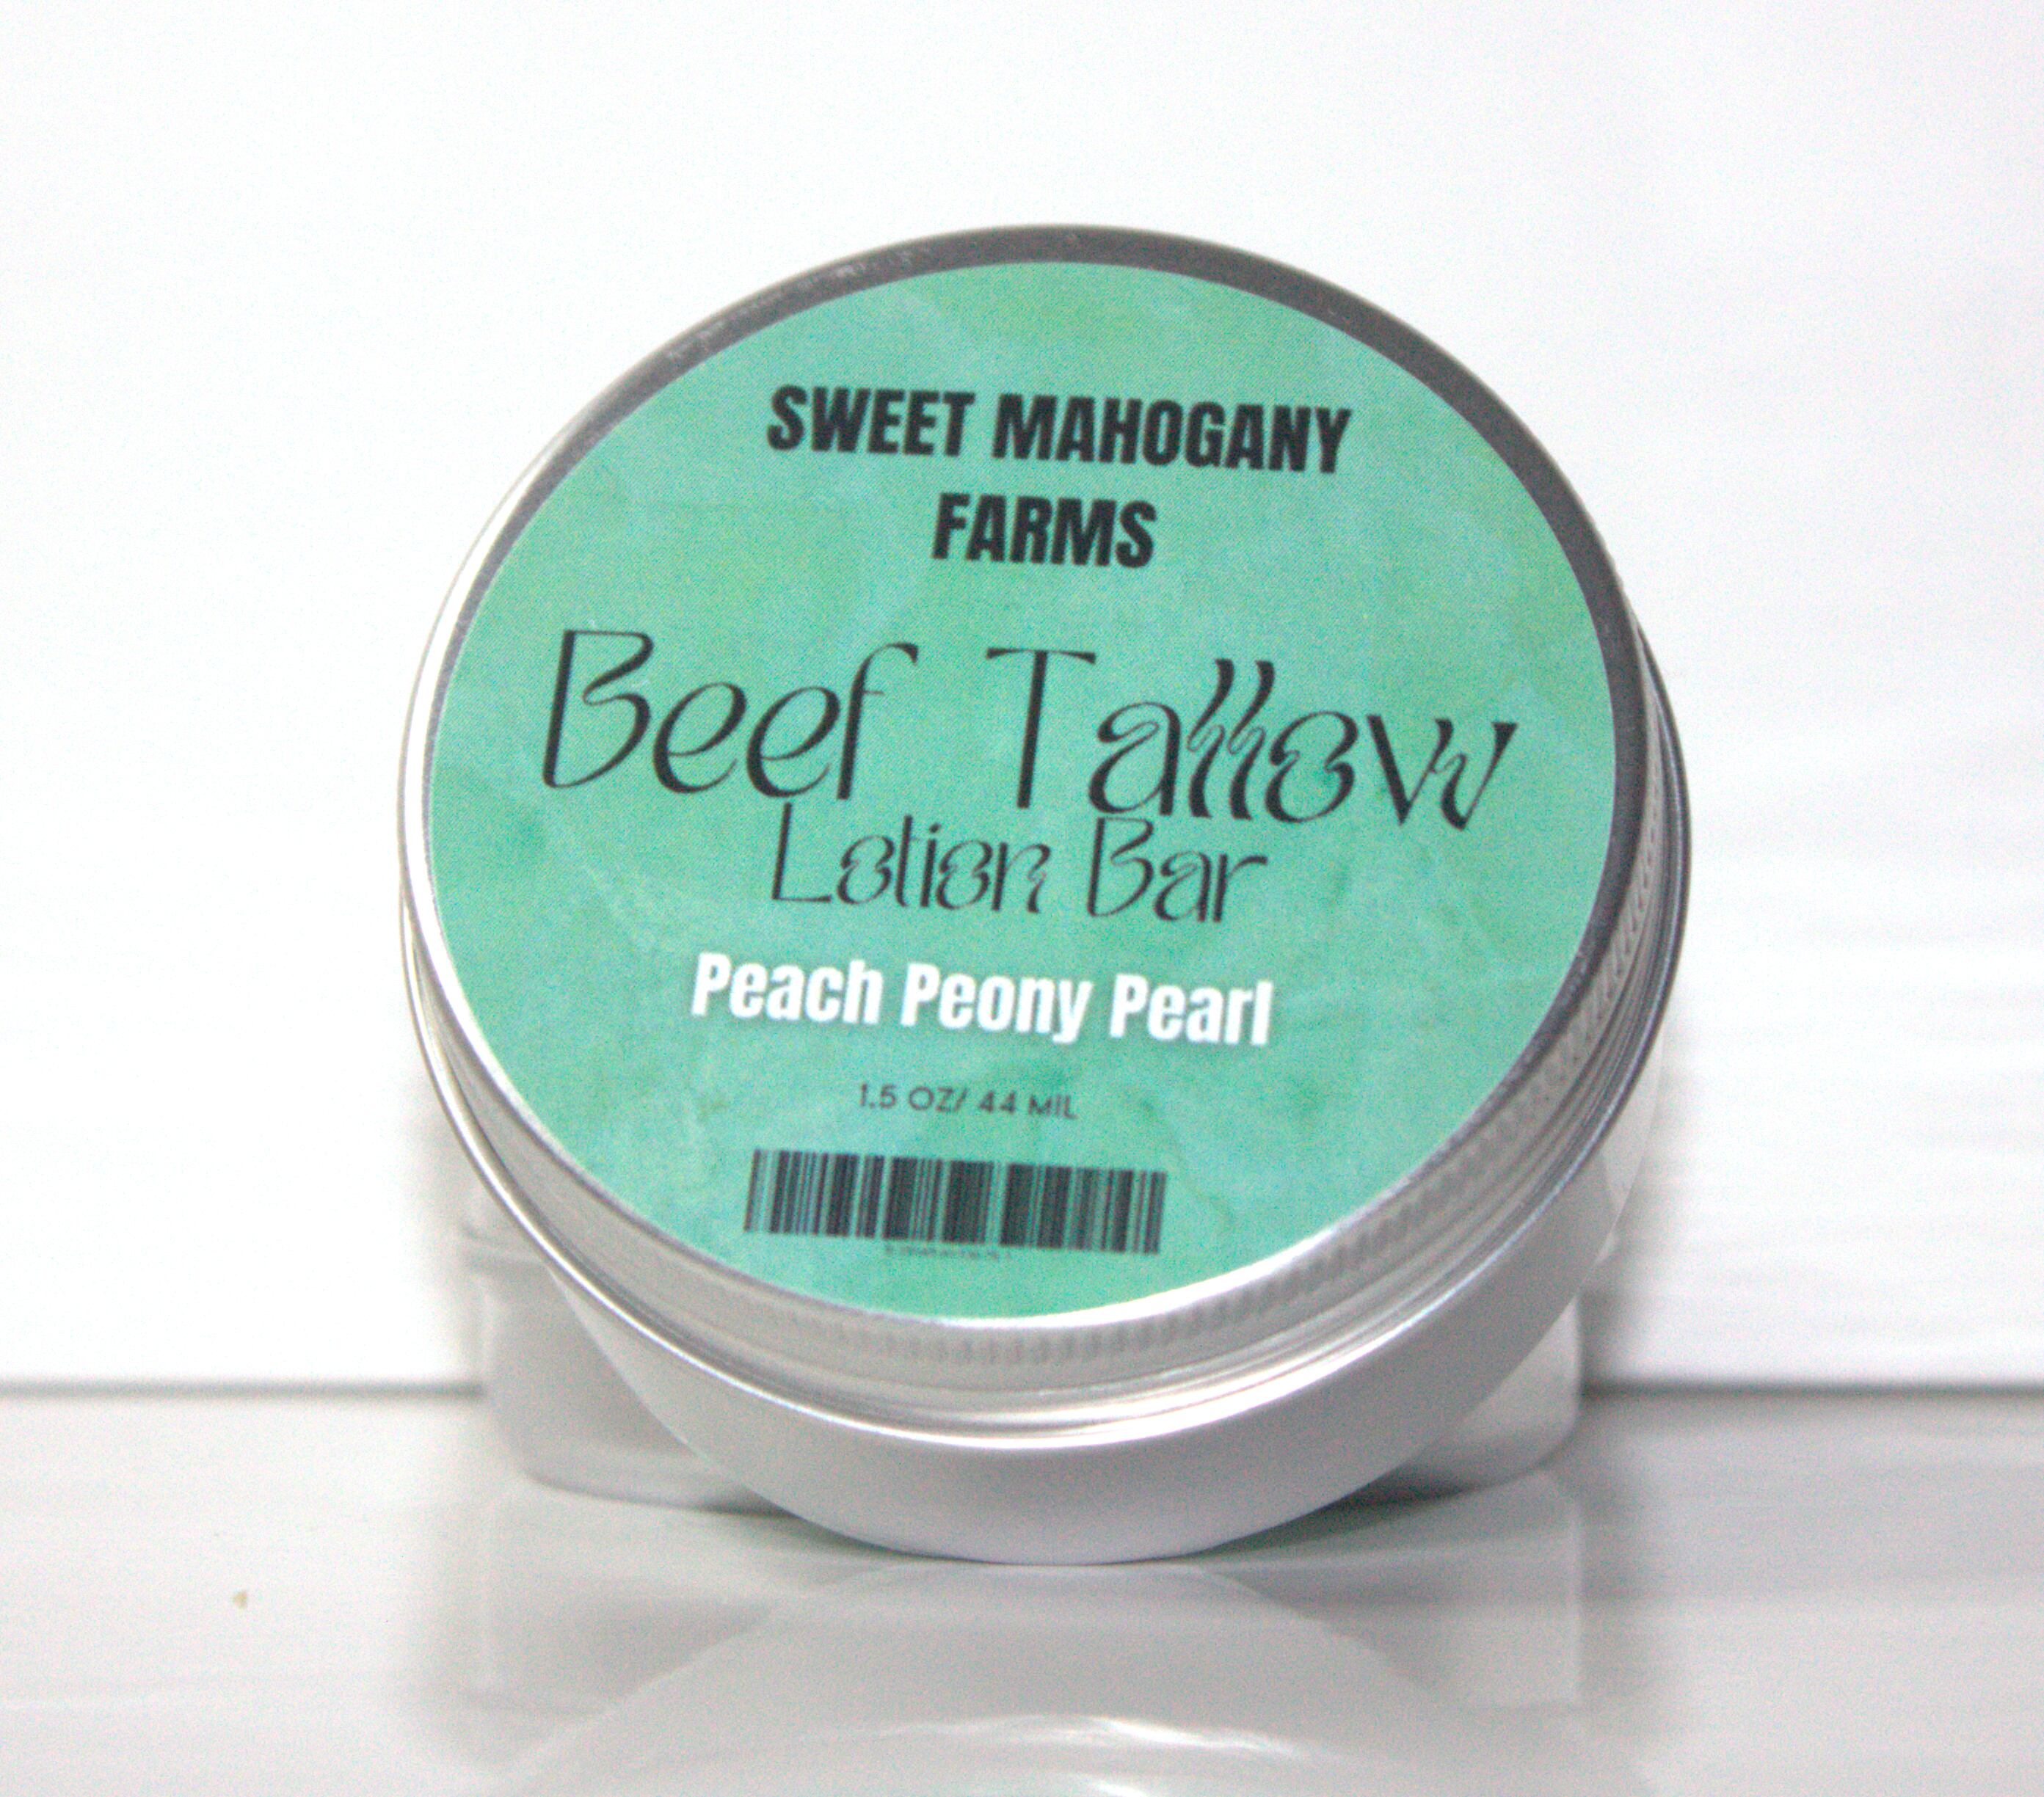 SWEET MAHOGANY
FARMS
Beef Tallow
Lotion Bar
Peach Peony Pearl
1.5 OZ/ 44 MIL